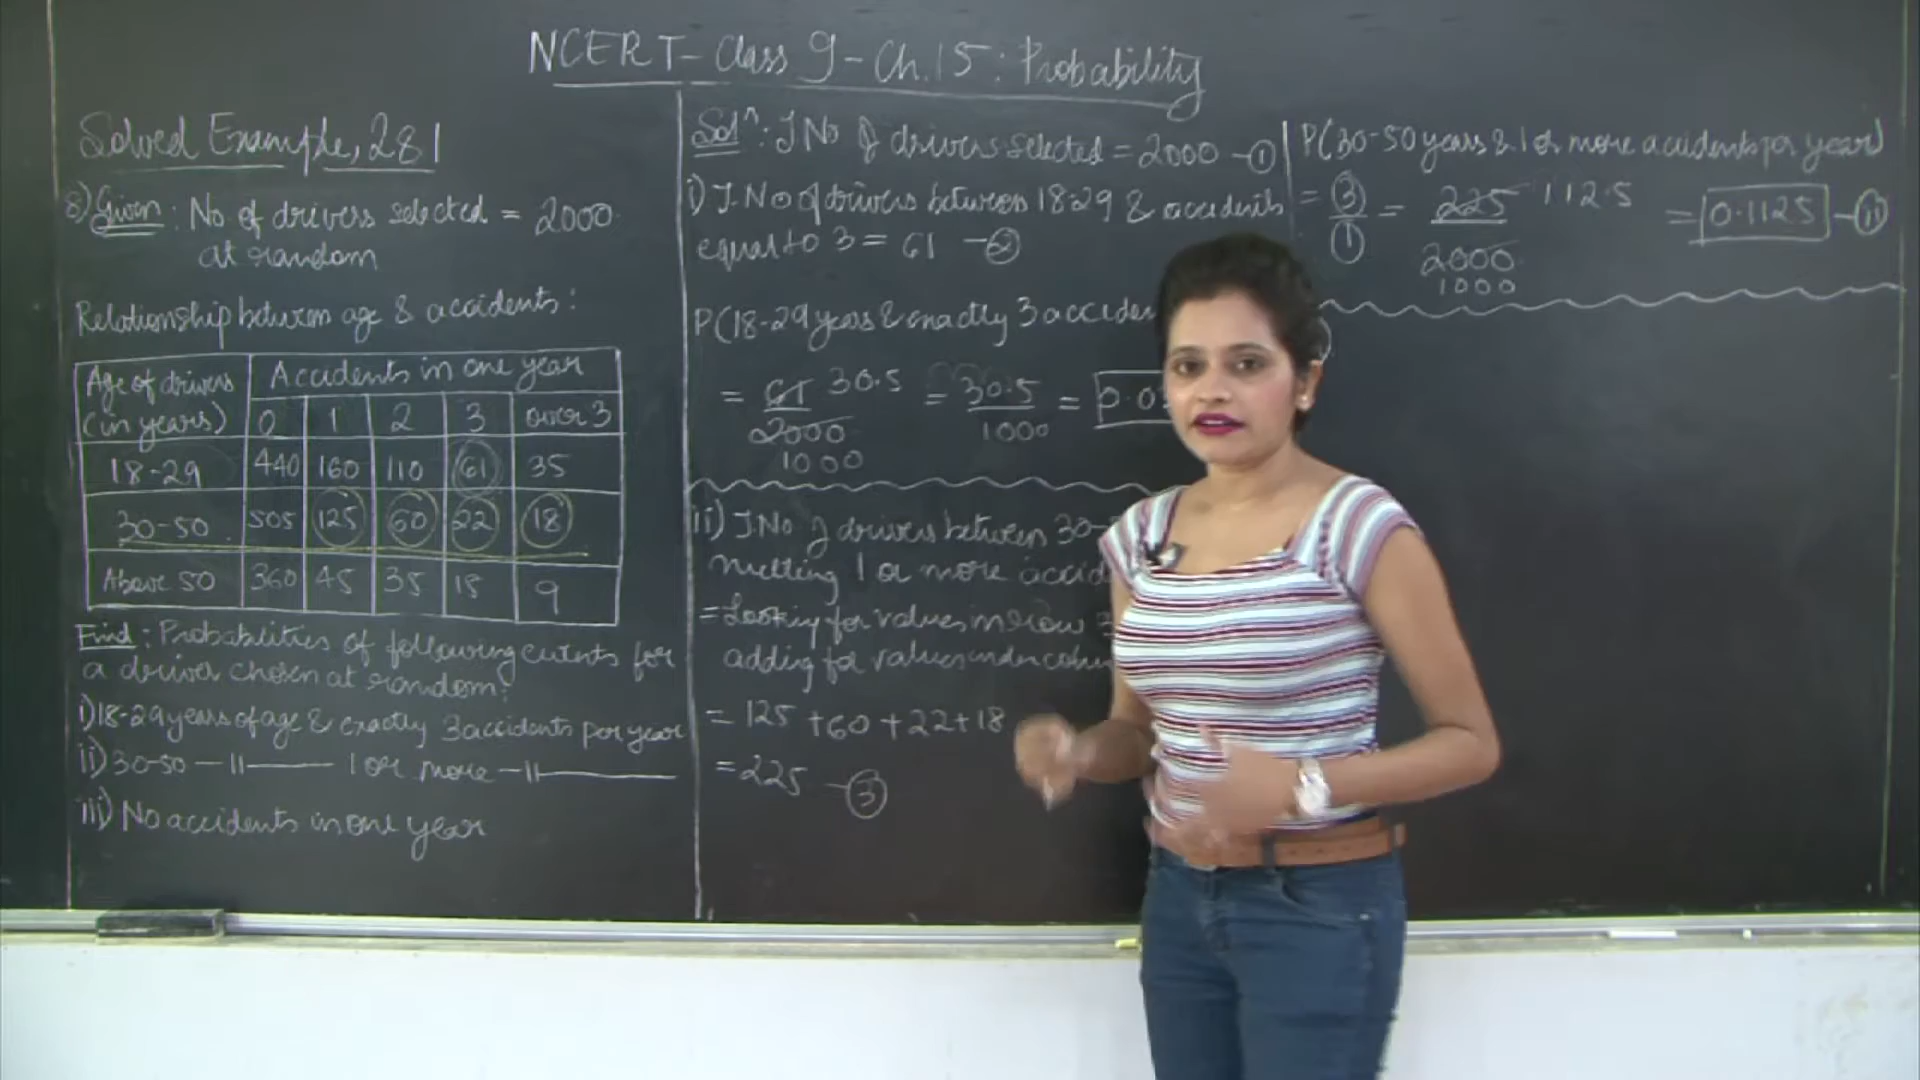 NCERT - Class 9 - Ch. 15 : Probability
Solved Example, 281
8) Given : No of drivers selected = 2000
at random
Relationship between age & accidents :
Age of drivers (in years) Accidents in one year
0 1 2 3 over 3
18-29 440 160 110 61 35
30-50 505 125 60 22 18
Above 50 360 45 35 15 9
Find : Probabilities of following events for
a driver chosen at random:
i) 18-29 years of age & exactly 3 accidents per year
ii) 30-50 —11— 1 or more —11—
iii) No accidents in one year
Solⁿ : T No of drivers selected = 2000 - ①
i) T. No of drivers between 18-29 & accidents
equal to 3 = 61 - ②
P(18-29 years & exactly 3 acciden
= 61 30.5 / 2000 1000 = 30.5 / 1000 = 0.0
ii) T.No of drivers between 30-
meeting 1 or more accid
= Looking for values in row 3
adding for values under colum
= 125 + 60 + 22 + 18
= 225 - ③
P(30-50 years & 1 or more accidents per year)
= ③ / ① = 225 112.5 / 2000 1000 = 0.1125 - ⑪